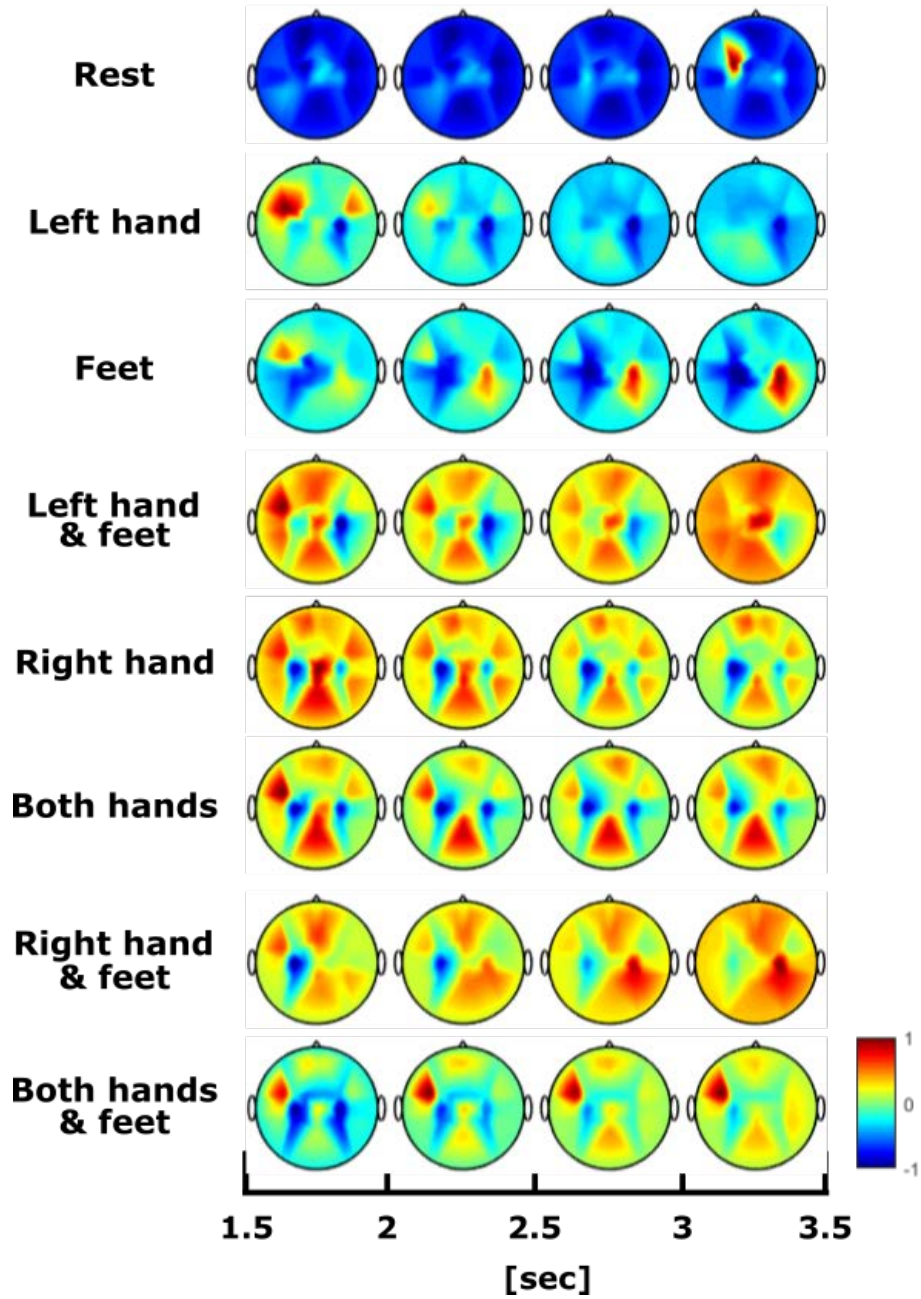 Rest
Left hand
Feet
Left hand
& feet
Right hand
Both hands
Right hand
& feet
Both hands
& feet
1
0
-1
1.5 2 2.5 3 3.5
[sec]